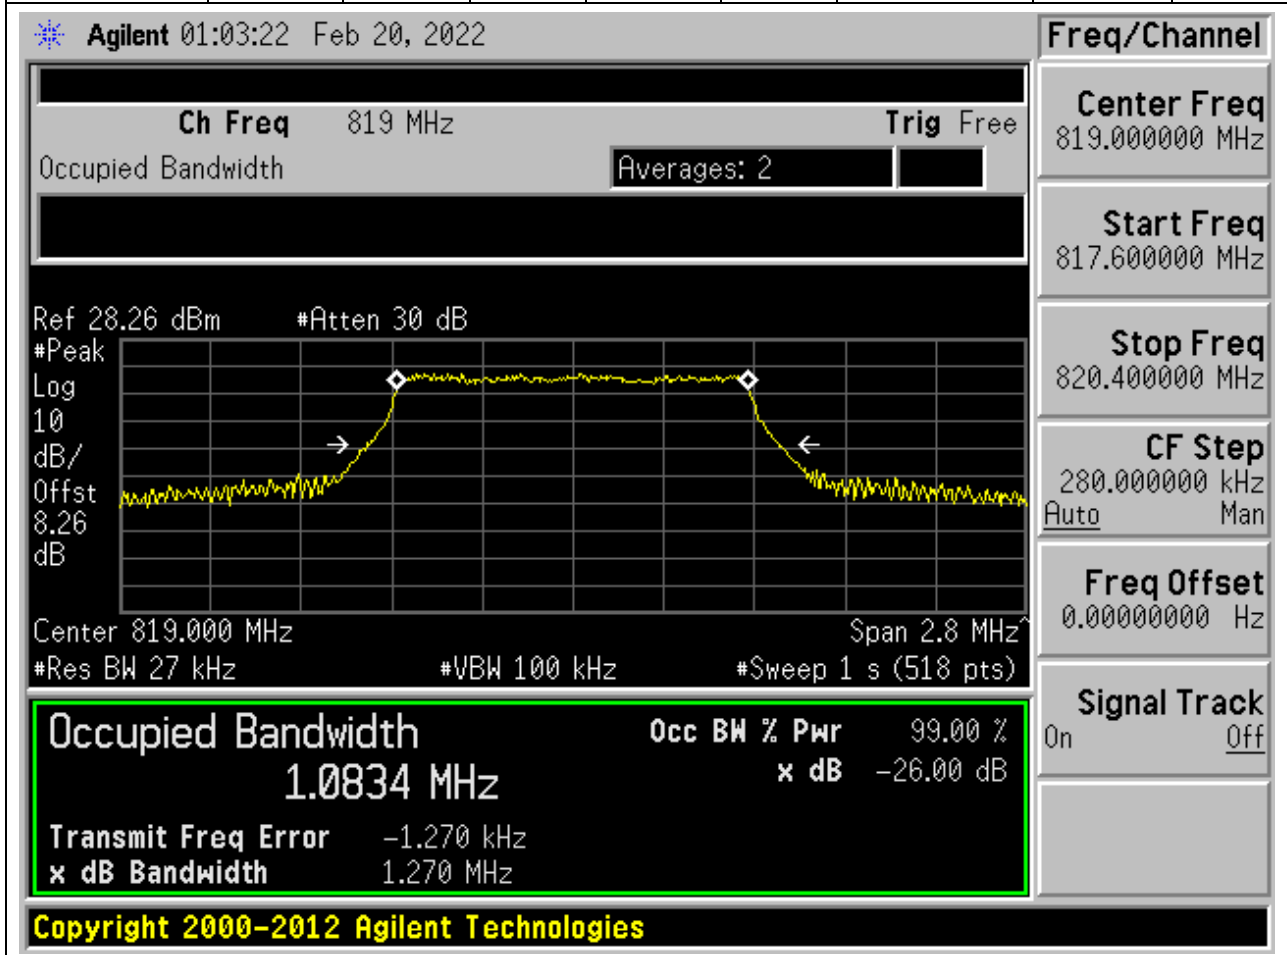 Agilent 01:03:22 Feb 20, 2022
Freq/Channel
Ch Freq 819 MHz Trig Free
Occupied Bandwidth Averages: 2
Center Freq
819.000000 MHz
Start Freq
817.600000 MHz
Stop Freq
820.400000 MHz
CF Step
280.000000 kHz
Auto Man
Freq Offset
0.00000000 Hz
Signal Track
On Off
Ref 28.26 dBm #Atten 30 dB
#Peak
Log
10
dB/
Offst
8.26
dB
Center 819.000 MHz Span 2.8 MHz^
#Res BW 27 kHz #VBW 100 kHz #Sweep 1 s (518 pts)
Occupied Bandwidth Occ BW % Pwr 99.00 %
1.0834 MHz x dB -26.00 dB
Transmit Freq Error -1.270 kHz
x dB Bandwidth 1.270 MHz
Copyright 2000-2012 Agilent Technologies